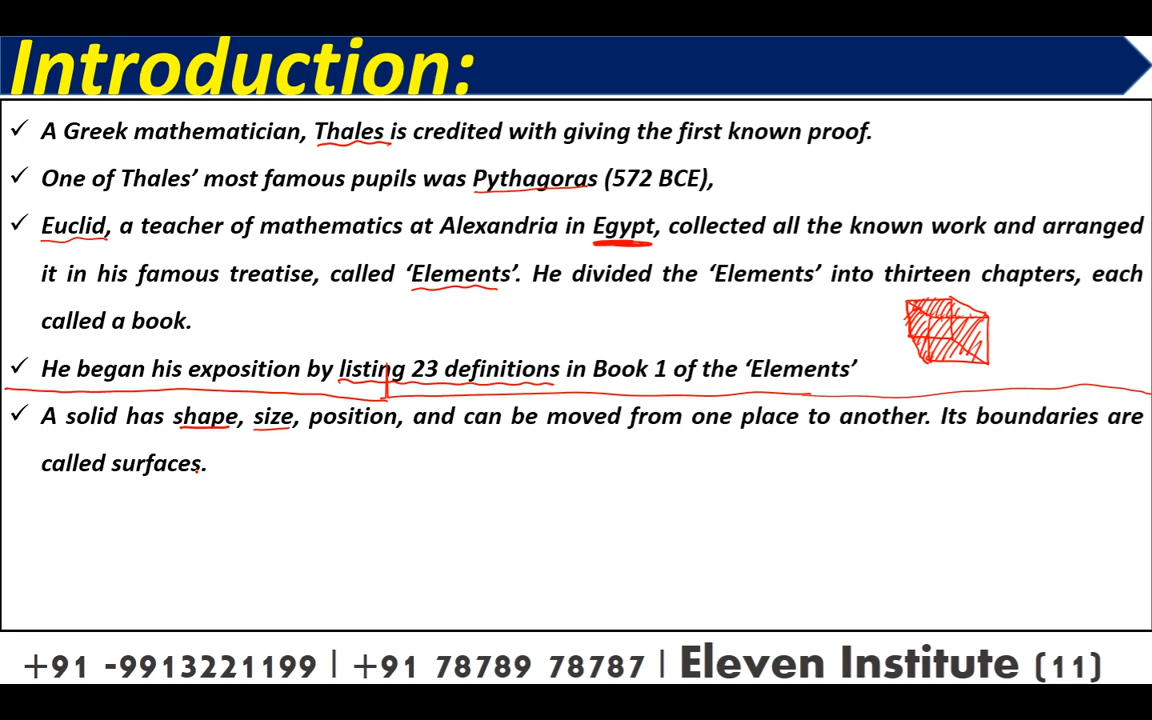 Introduction:
✓ A Greek mathematician, Thales is credited with giving the first known proof.
✓ One of Thales’ most famous pupils was Pythagoras (572 BCE),
✓ Euclid, a teacher of mathematics at Alexandria in Egypt, collected all the known work and arranged
it in his famous treatise, called ‘Elements’. He divided the ‘Elements’ into thirteen chapters, each
called a book.
✓ He began his exposition by listing 23 definitions in Book 1 of the ‘Elements’
✓ A solid has shape, size, position, and can be moved from one place to another. Its boundaries are
called surfaces.
+91 -9913221199 | +91 78789 78787 | Eleven Institute (11)